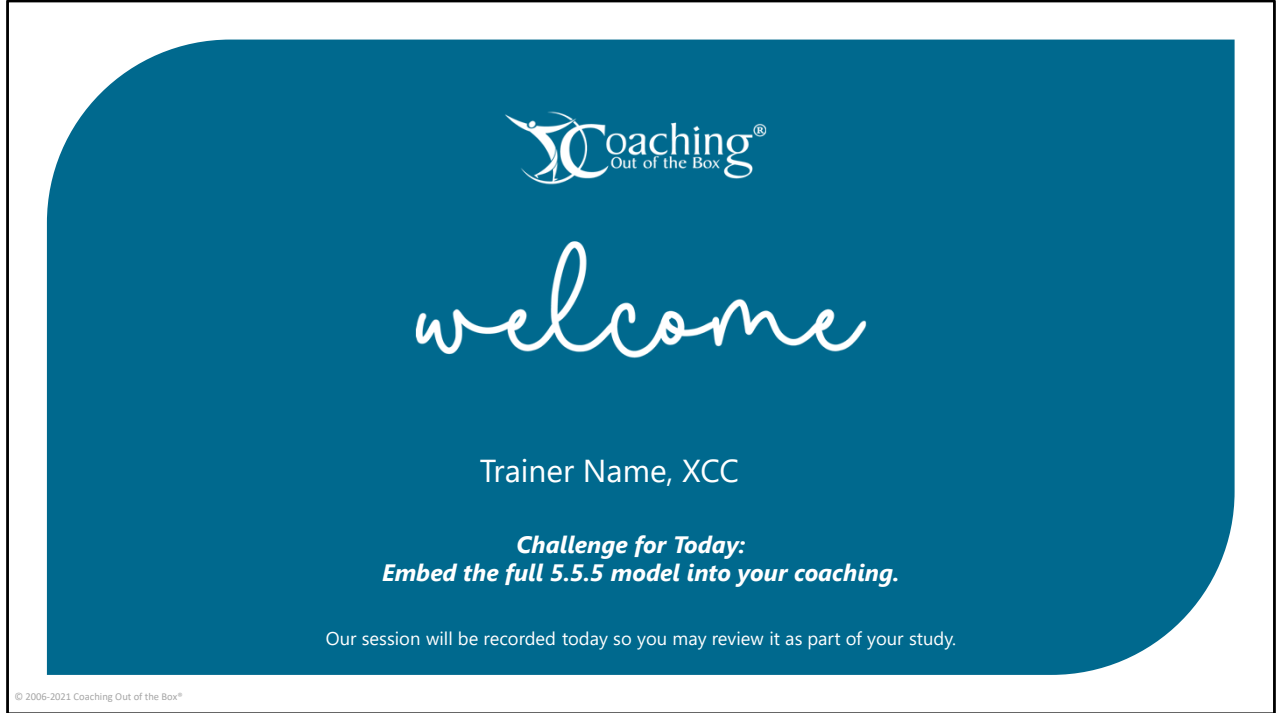 Coaching®
Out of the Box
welcome
Trainer Name, XCC
Challenge for Today:
Embed the full 5.5.5 model into your coaching.
Our session will be recorded today so you may review it as part of your study.
© 2006-2021 Coaching Out of the Box®